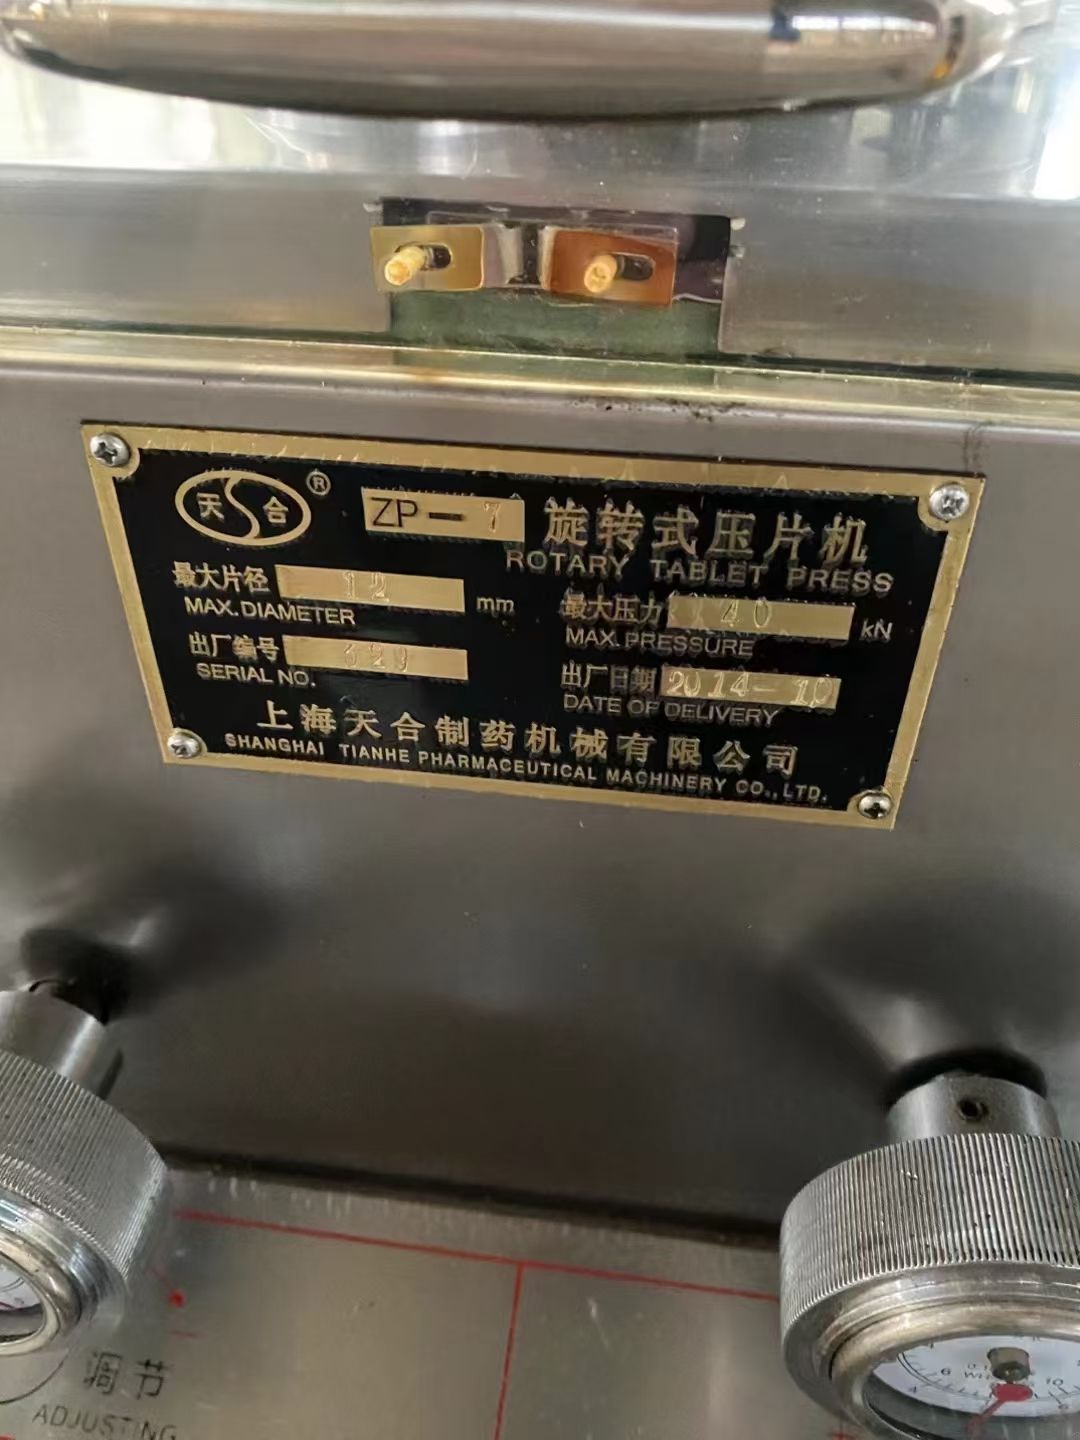 天合 ®
ZP-7 旋转式压片机
ROTARY TABLET PRESS
最大片径 12 mm
MAX. DIAMETER
最大压力 40 kN
MAX. PRESSURE
出厂编号 329
SERIAL NO.
出厂日期 2014-10
DATE OF DELIVERY
上海天合制药机械有限公司
SHANGHAI TIANHE PHARMACEUTICAL MACHINERY CO., LTD.
调节
ADJUSTING
6
10